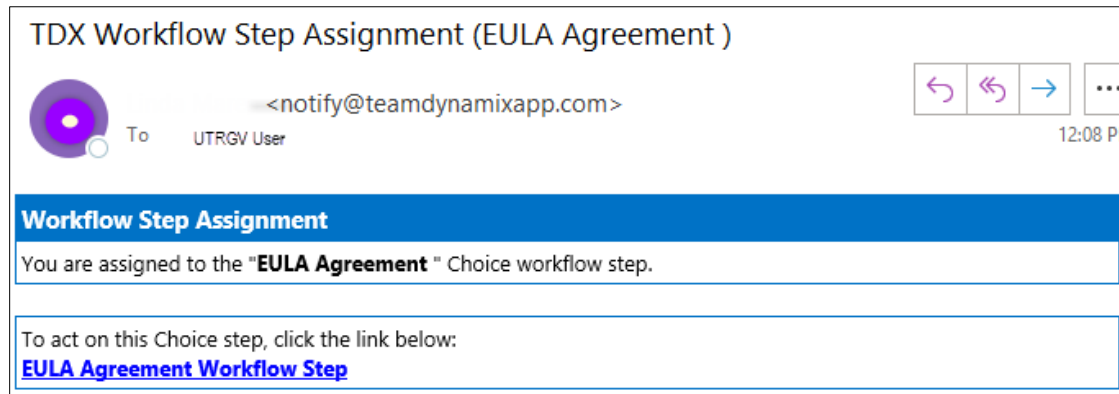 TDX Workflow Step Assignment (EULA Agreement )
<notify@teamdynamixapp.com>
To UTRGV User
12:08 P
Workflow Step Assignment
You are assigned to the "EULA Agreement " Choice workflow step.
To act on this Choice step, click the link below:
EULA Agreement Workflow Step